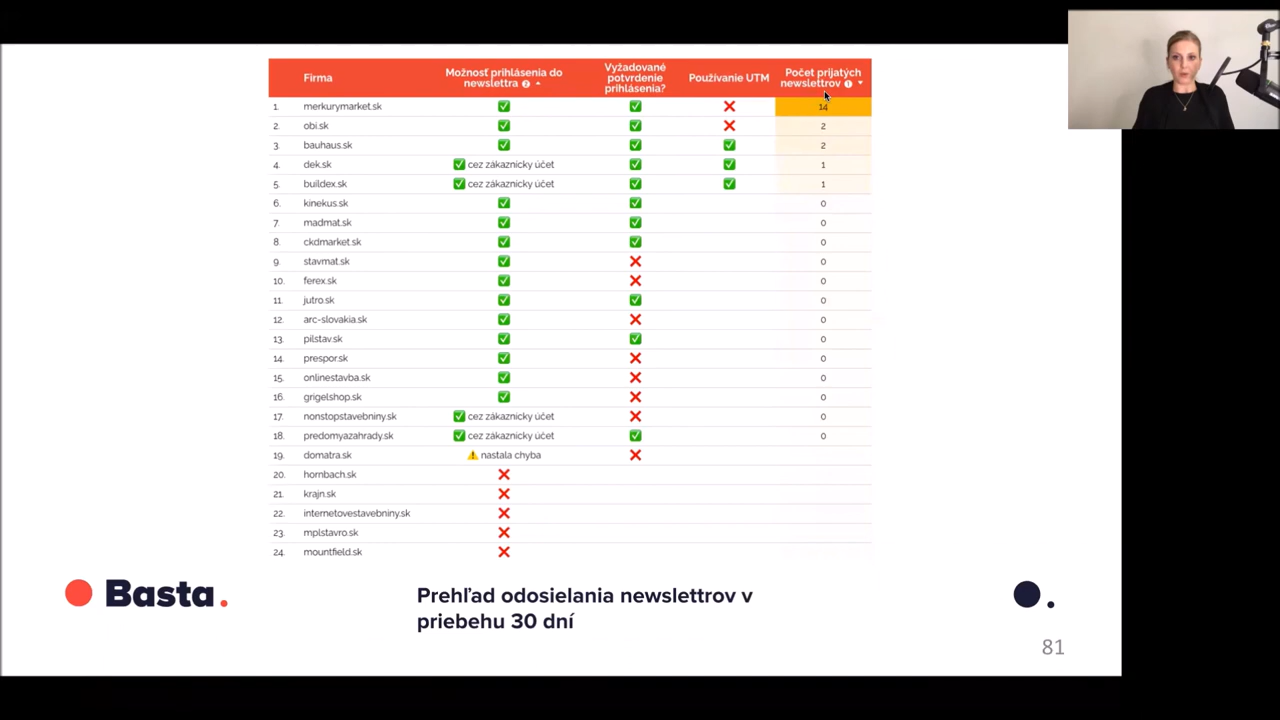 Firma Možnosť prihlásenia do newslettra Vyžadované potvrdenie prihlásenia? Používanie UTM Počet prijatých newslettrov
1. merkurymarket.sk ✅ ✅ ❌ 14
2. obi.sk ✅ ✅ ❌ 2
3. bauhaus.sk ✅ ✅ ✅ 2
4. dek.sk ✅ cez zákaznícky účet ✅ ✅ 1
5. buildex.sk ✅ cez zákaznícky účet ✅ ✅ 1
6. kinekus.sk ✅ ✅ 0
7. madmat.sk ✅ ✅ 0
8. ckdmarket.sk ✅ ✅ 0
9. stavmat.sk ✅ ❌ 0
10. ferex.sk ✅ ❌ 0
11. jutro.sk ✅ ✅ 0
12. arc-slovakia.sk ✅ ❌ 0
13. pilstav.sk ✅ ✅ 0
14. prespor.sk ✅ ❌ 0
15. onlinestavba.sk ✅ ❌ 0
16. grigelshop.sk ✅ ❌ 0
17. nonstopstavebniny.sk ✅ cez zákaznícky účet ❌ 0
18. predomyazahrady.sk ✅ cez zákaznícky účet ✅ 0
19. domatra.sk ⚠️ nastala chyba ❌
20. hornbach.sk ❌
21. krajn.sk ❌
22. internetovestavebniny.sk ❌
23. mplstavro.sk ❌
24. mountfield.sk ❌
Basta.
Prehľad odosielania newslettrov v
priebehu 30 dní
81